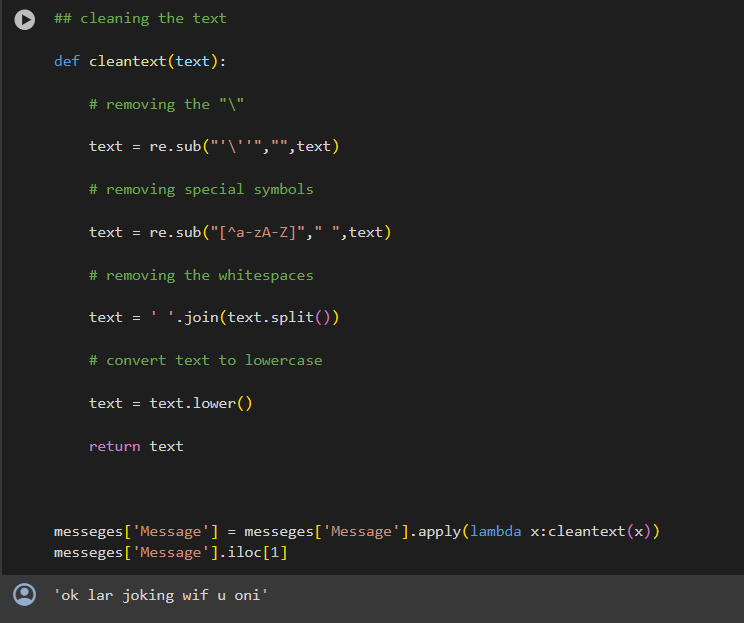 ## cleaning the text
def cleantext(text):
# removing the "\"
text = re.sub("'\''","",text)
# removing special symbols
text = re.sub("[^a-zA-Z]"," ",text)
# removing the whitespaces
text = ' '.join(text.split())
# convert text to lowercase
text = text.lower()
return text
messeges['Message'] = messeges['Message'].apply(lambda x:cleantext(x))
messeges['Message'].iloc[1]
'ok lar joking wif u oni'